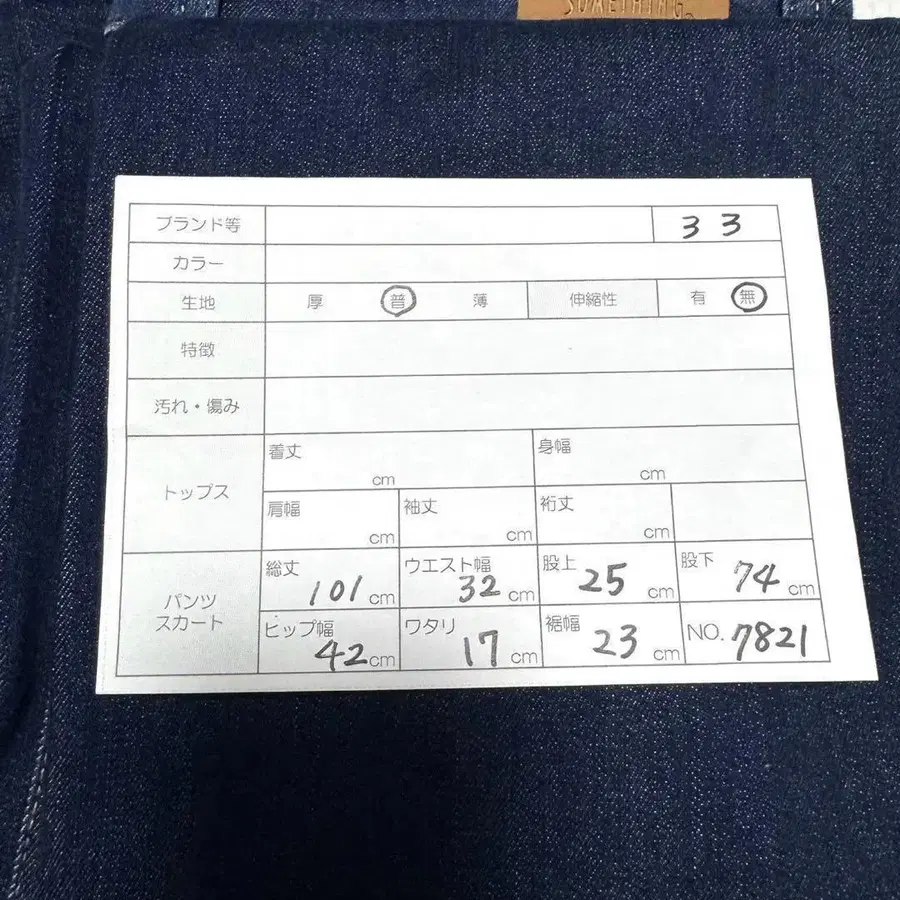 SOMETHING
ブランド等 33
カラー
生地 厚 普 薄 伸縮性 有 無
特徴
汚れ・傷み
トップス
着丈 cm 身幅 cm
肩幅 cm 袖丈 cm 裄丈 cm
パンツ
スカート
総丈 101 cm ウエスト幅 32 cm 股上 25 cm 股下 74 cm
ヒップ幅 42 cm ワタリ 17 cm 裾幅 23 cm NO. 7821